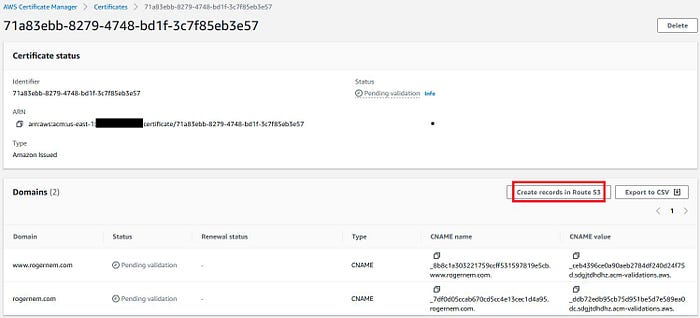 AWS Certificate Manager > Certificates > 71a83ebb-8279-4748-bd1f-3c7f85eb3e57
71a83ebb-8279-4748-bd1f-3c7f85eb3e57
Delete
Certificate status
Identifier
71a83ebb-8279-4748-bd1f-3c7f85eb3e57
Status
Pending validation Info
ARN
arn:aws:acm:us-east-1: certificate/71a83ebb-8279-4748-bd1f-3c7f85eb3e57
Type
Amazon Issued
Domains (2)
Create records in Route 53
Export to CSV
< 1 >
Domain Status Renewal status Type CNAME name CNAME value
www.rogernem.com Pending validation - CNAME
_8b8c1a303221759ccff531597819e5cb.
www.rogernem.com.
_ceb4396ce0a90aeb2784df240d24f75
d.sdgjtdhdhz.acm-validations.aws.
rogernem.com Pending validation - CNAME
_7df0d05ccab670cd5cc4e13cec1d4a95.
rogernem.com.
_ddb72edb95cb75d951be5d7e589ea0
dc.sdgjtdhdhz.acm-validations.aws.